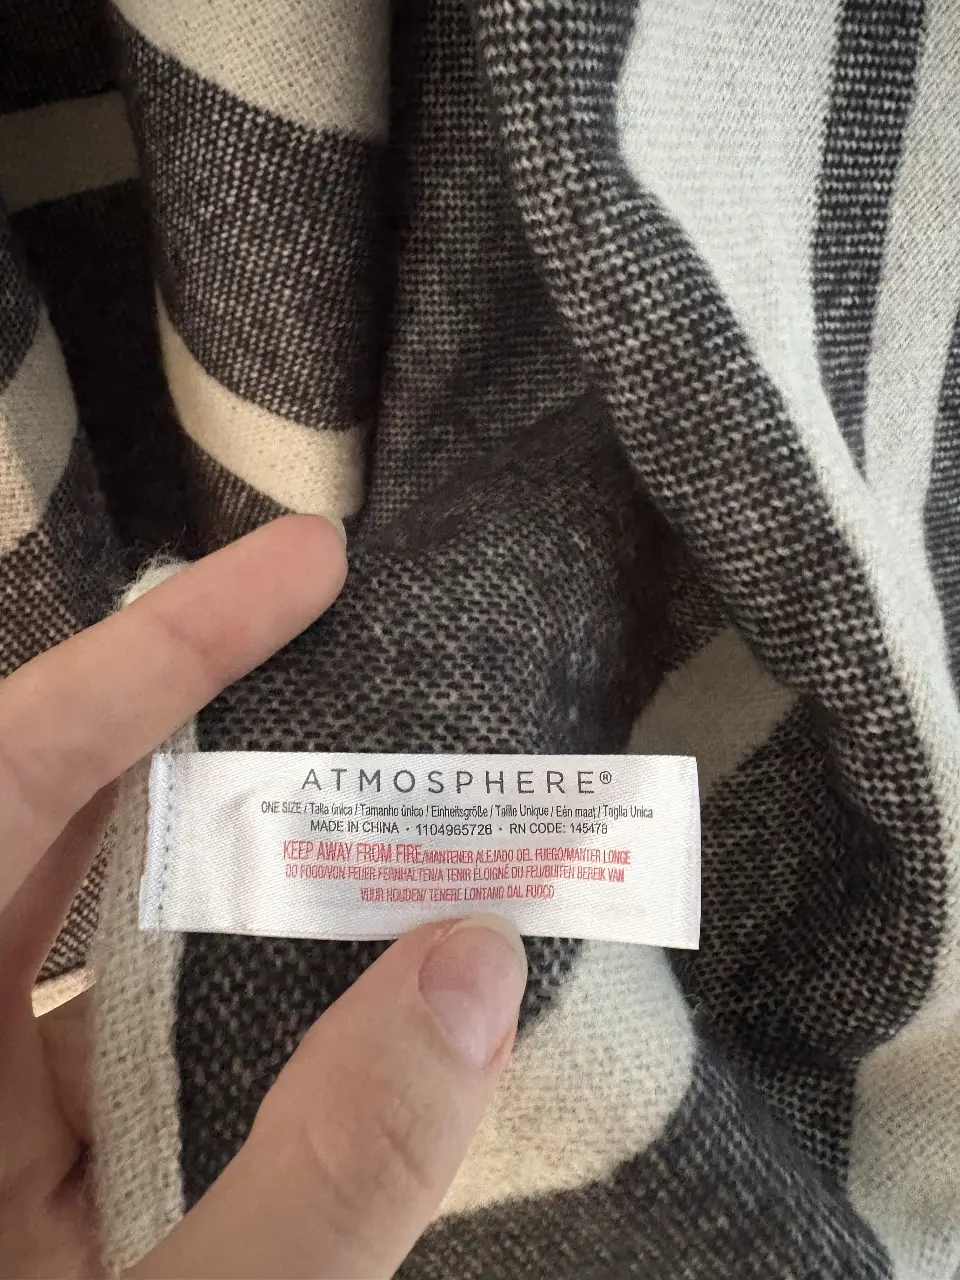 ATMOSPHERE®
ONE SIZE / Talla única / Tamanho único / Einheitsgröße / Taille Unique / Eén maat / Taglia Unica
MADE IN CHINA • 1104965726 • RN CODE: 145478
KEEP AWAY FROM FIRE/MANTENER ALEJADO DEL FUEGO/MANTER LONGE
DO FOGO/VON FEUER FERNHALTEN/A TENIR ÉLOIGNÉ DU FEU/BUITEN BEREIK VAN
VUUR HOUDEN/ TENERE LONTANO DAL FUOCO